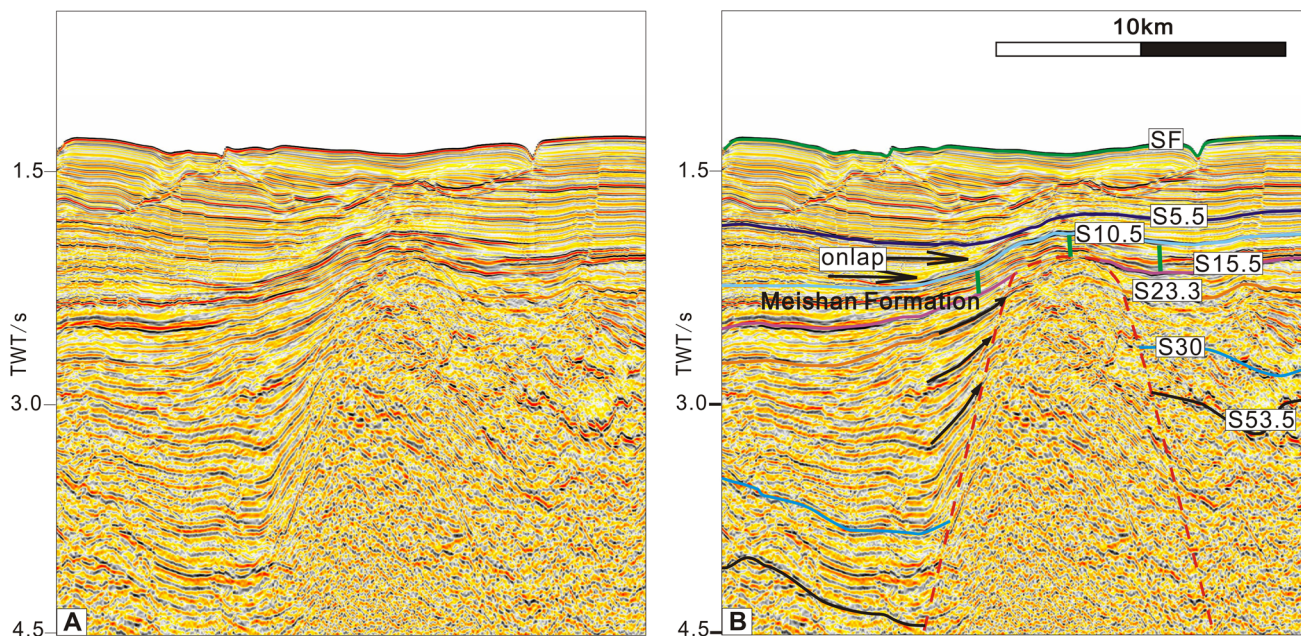 10km
SF
1.5
1.5
S5.5
S10.5
onlap
S15.5
S23.3
Meishan Formation
TWT/s
TWT/s
S30
3.0
3.0
S53.5
A
B
4.5
4.5